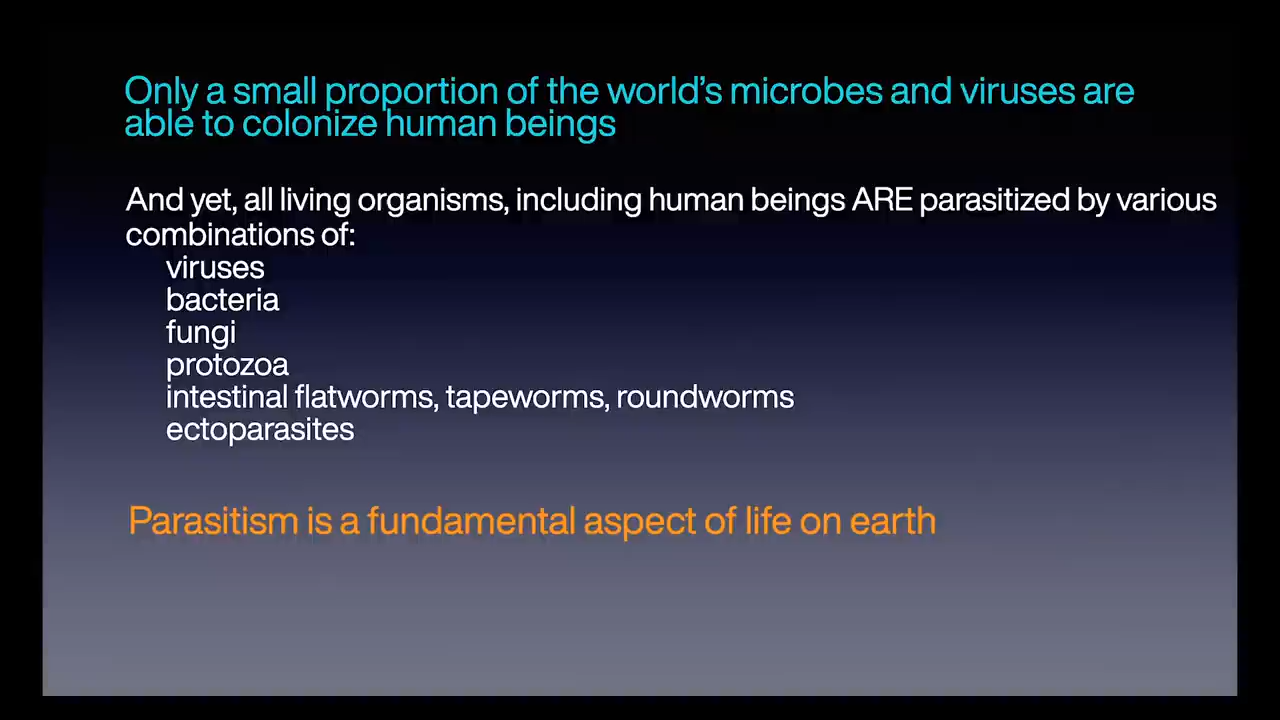 Only a small proportion of the world’s microbes and viruses are
able to colonize human beings
And yet, all living organisms, including human beings ARE parasitized by various
combinations of:
viruses
bacteria
fungi
protozoa
intestinal flatworms, tapeworms, roundworms
ectoparasites
Parasitism is a fundamental aspect of life on earth